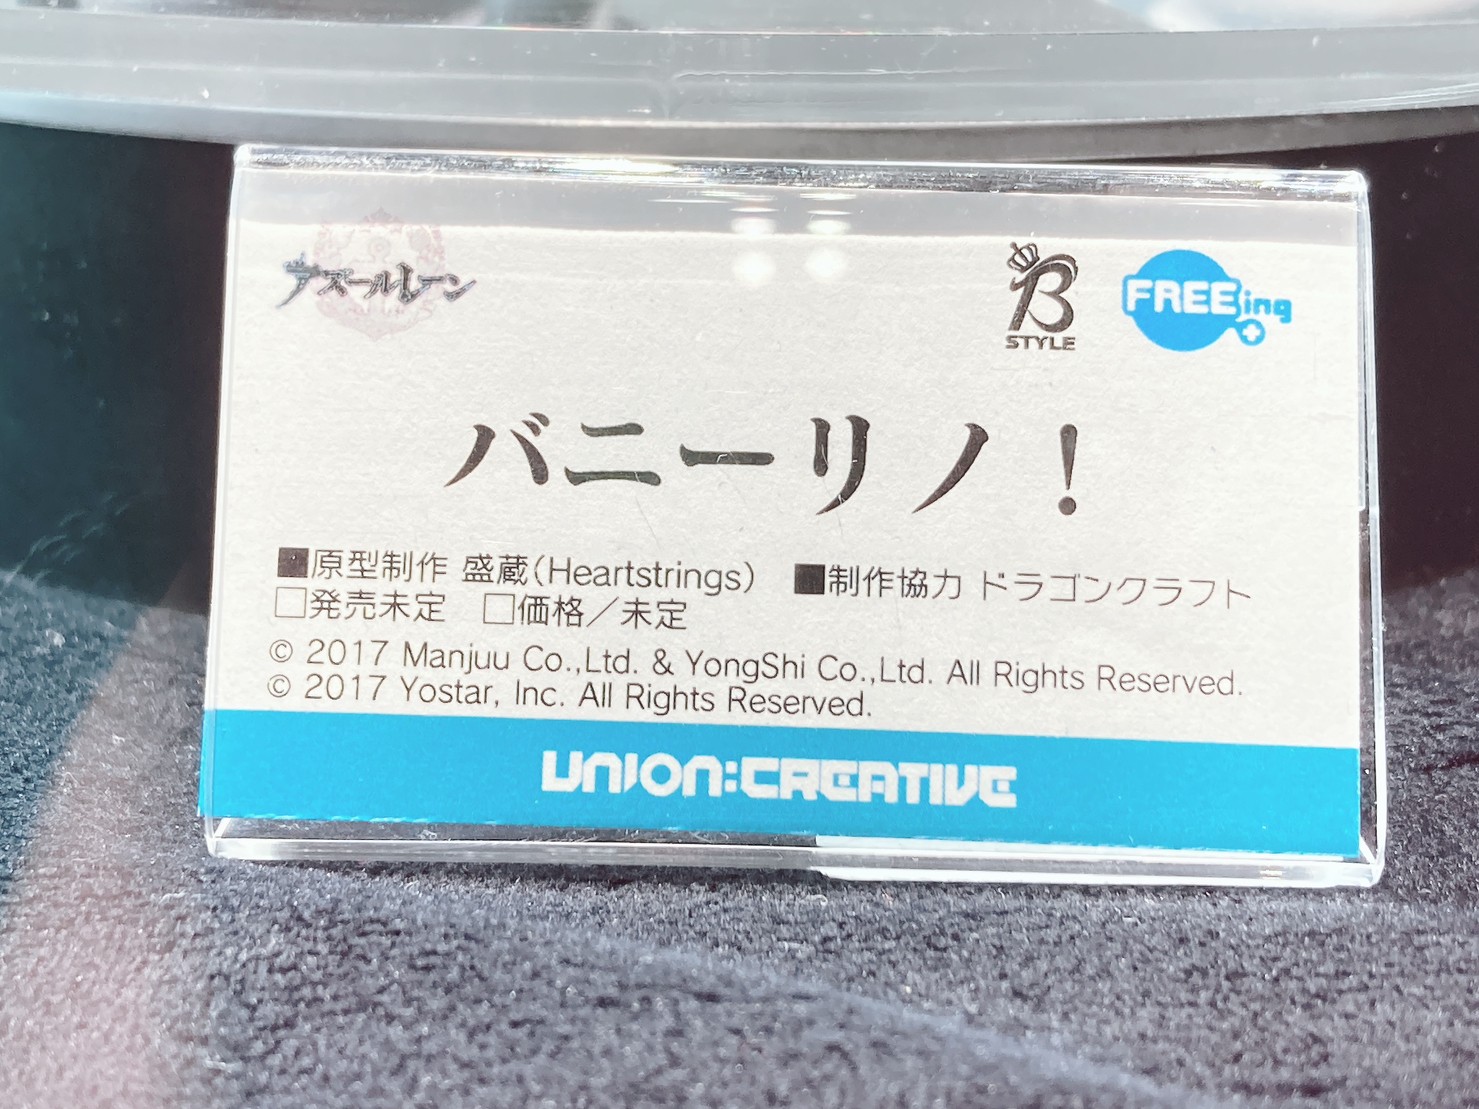 アズールレーン
B STYLE
FREEing
バニーリノ！
■原型制作 盛蔵(Heartstrings) ■制作協力 ドラゴンクラフト
□発売未定 □価格／未定
© 2017 Manjuu Co.,Ltd. & YongShi Co.,Ltd. All Rights Reserved.
© 2017 Yostar, Inc. All Rights Reserved.
UNION:CREATIVE